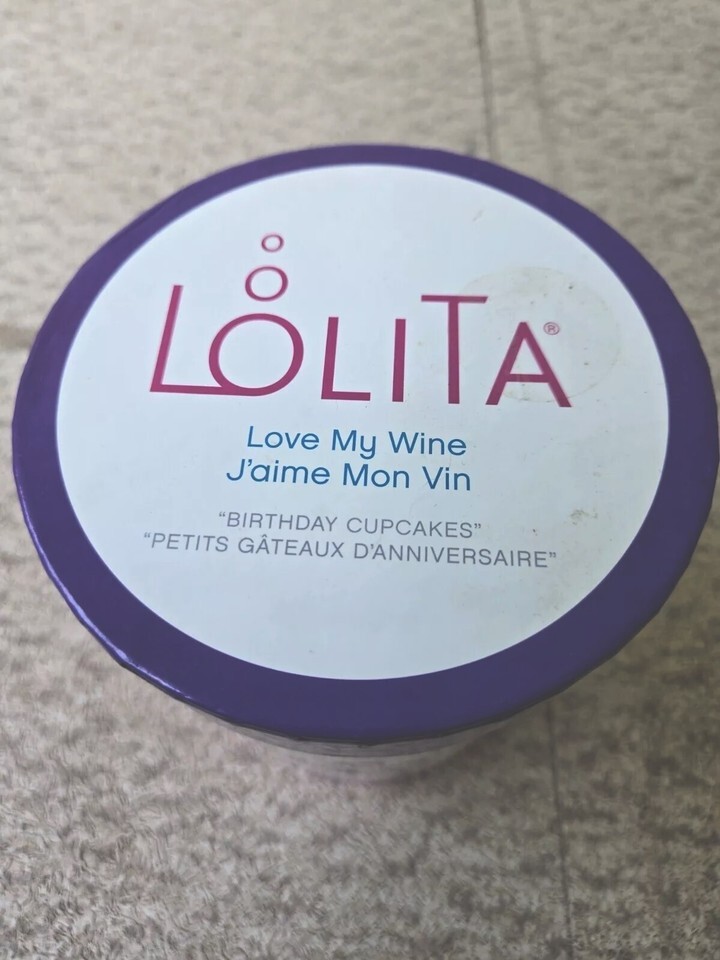 LOLITA®
Love My Wine
J'aime Mon Vin
"BIRTHDAY CUPCAKES"
"PETITS GÂTEAUX D'ANNIVERSAIRE"